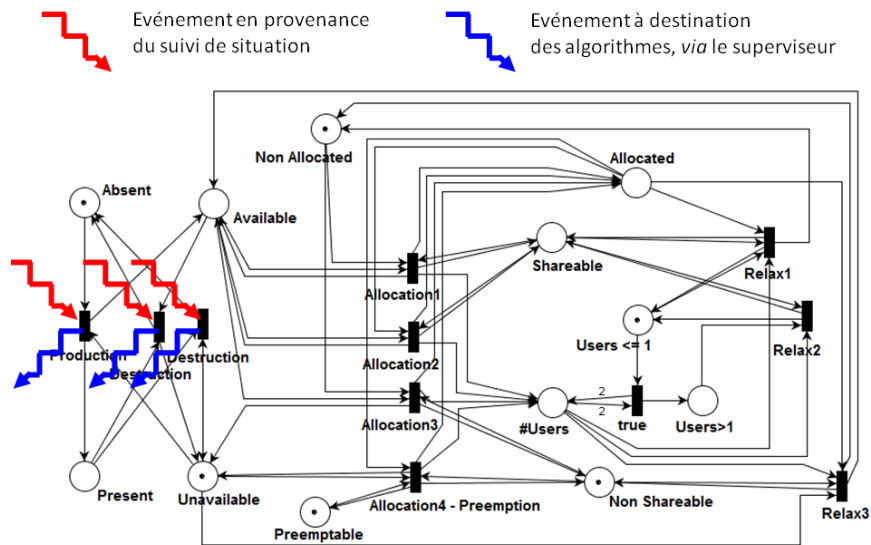 Evénement en provenance
du suivi de situation
Evénement à destination
des algorithmes, via le superviseur
Non Allocated
Allocated
Absent
Available
Shareable
Allocation1
Relax1
Production
Destruction
Destruction
Allocation2
Users <= 1
Relax2
2
2
Allocation3
#Users
true
Users>1
Present
Unavailable
Allocation4 - Preemption
Non Shareable
Relax3
Preemptable